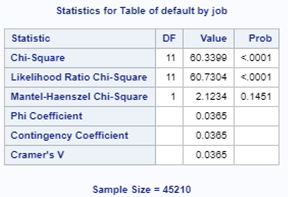 Statistics for Table of default by job
Statistic DF Value Prob
Chi-Square 11 60.3399 <.0001
Likelihood Ratio Chi-Square 11 60.7304 <.0001
Mantel-Haenszel Chi-Square 1 2.1234 0.1451
Phi Coefficient 0.0365
Contingency Coefficient 0.0365
Cramer's V 0.0365
Sample Size = 45210